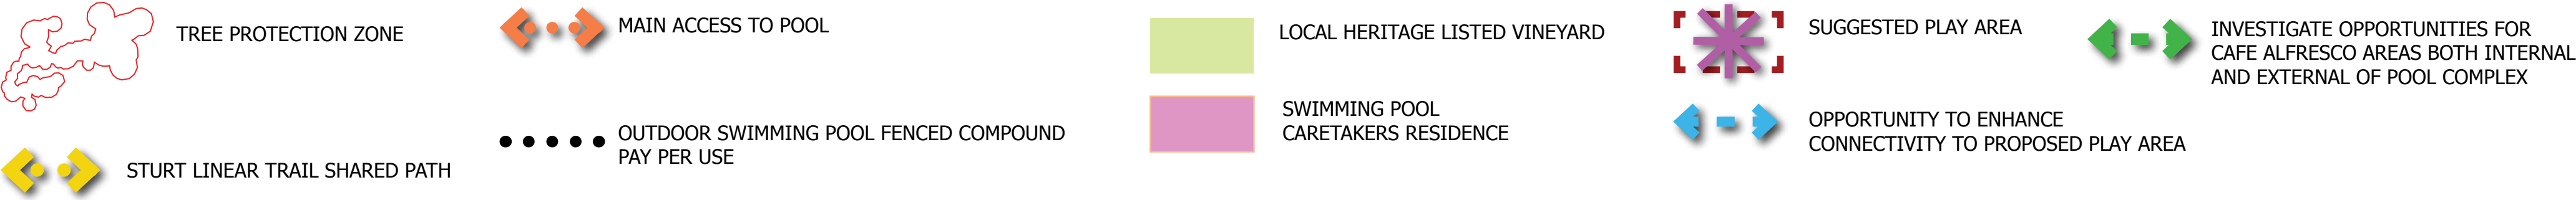 TREE PROTECTION ZONE
STURT LINEAR TRAIL SHARED PATH
MAIN ACCESS TO POOL
OUTDOOR SWIMMING POOL FENCED COMPOUND
PAY PER USE
LOCAL HERITAGE LISTED VINEYARD
SWIMMING POOL
CARETAKERS RESIDENCE
SUGGESTED PLAY AREA
OPPORTUNITY TO ENHANCE
CONNECTIVITY TO PROPOSED PLAY AREA
INVESTIGATE OPPORTUNITIES FOR
CAFE ALFRESCO AREAS BOTH INTERNAL
AND EXTERNAL OF POOL COMPLEX